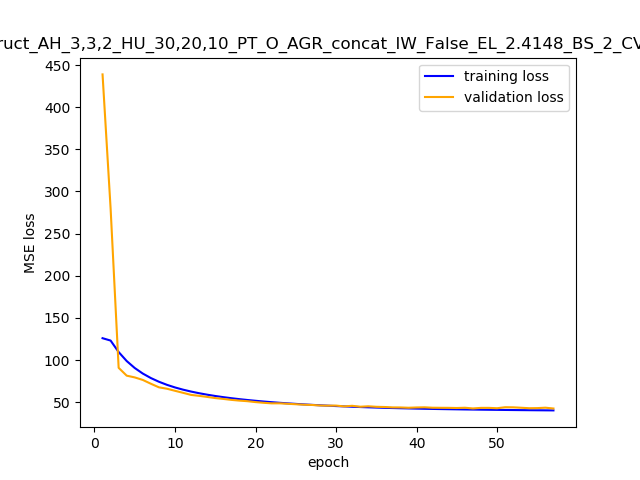 ruct_AH_3,3,2_HU_30,20,10_PT_O_AGR_concat_IW_False_EL_2.4148_BS_2_CV
training loss
validation loss
450
400
350
300
250
200
150
100
50
MSE loss
0 10 20 30 40 50
epoch